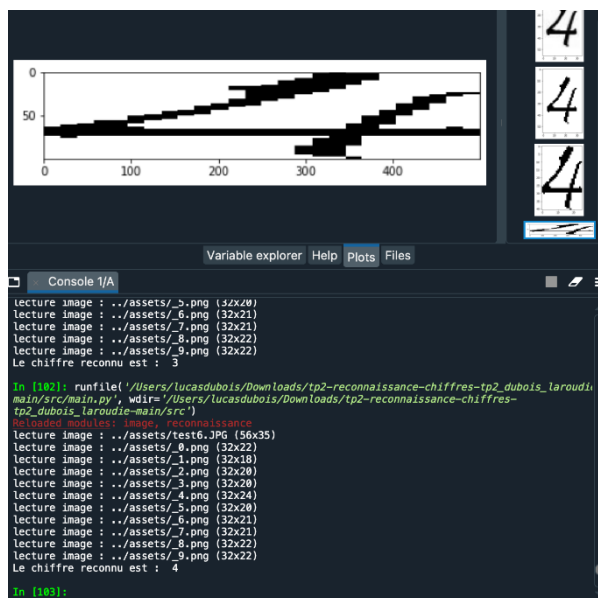 4
0
4
50
4
0
100
200
300
400
Variable explorer Help Plots Files
Console 1/A
lecture image : ../assets/_5.png (32x20)
lecture image : ../assets/_6.png (32x21)
lecture image : ../assets/_7.png (32x21)
lecture image : ../assets/_8.png (32x22)
lecture image : ../assets/_9.png (32x22)
Le chiffre reconnu est :  3
In [102]: runfile('/Users/lucasdubois/Downloads/tp2-reconnaissance-chiffres-tp2_dubois_laroudie-
main/src/main.py', wdir='/Users/lucasdubois/Downloads/tp2-reconnaissance-chiffres-
tp2_dubois_laroudie-main/src')
Reloaded modules: image, reconnaissance
lecture image : ../assets/test6.JPG (56x35)
lecture image : ../assets/_0.png (32x22)
lecture image : ../assets/_1.png (32x18)
lecture image : ../assets/_2.png (32x20)
lecture image : ../assets/_3.png (32x20)
lecture image : ../assets/_4.png (32x24)
lecture image : ../assets/_5.png (32x20)
lecture image : ../assets/_6.png (32x21)
lecture image : ../assets/_7.png (32x21)
lecture image : ../assets/_8.png (32x22)
lecture image : ../assets/_9.png (32x22)
Le chiffre reconnu est :  4
In [103]: